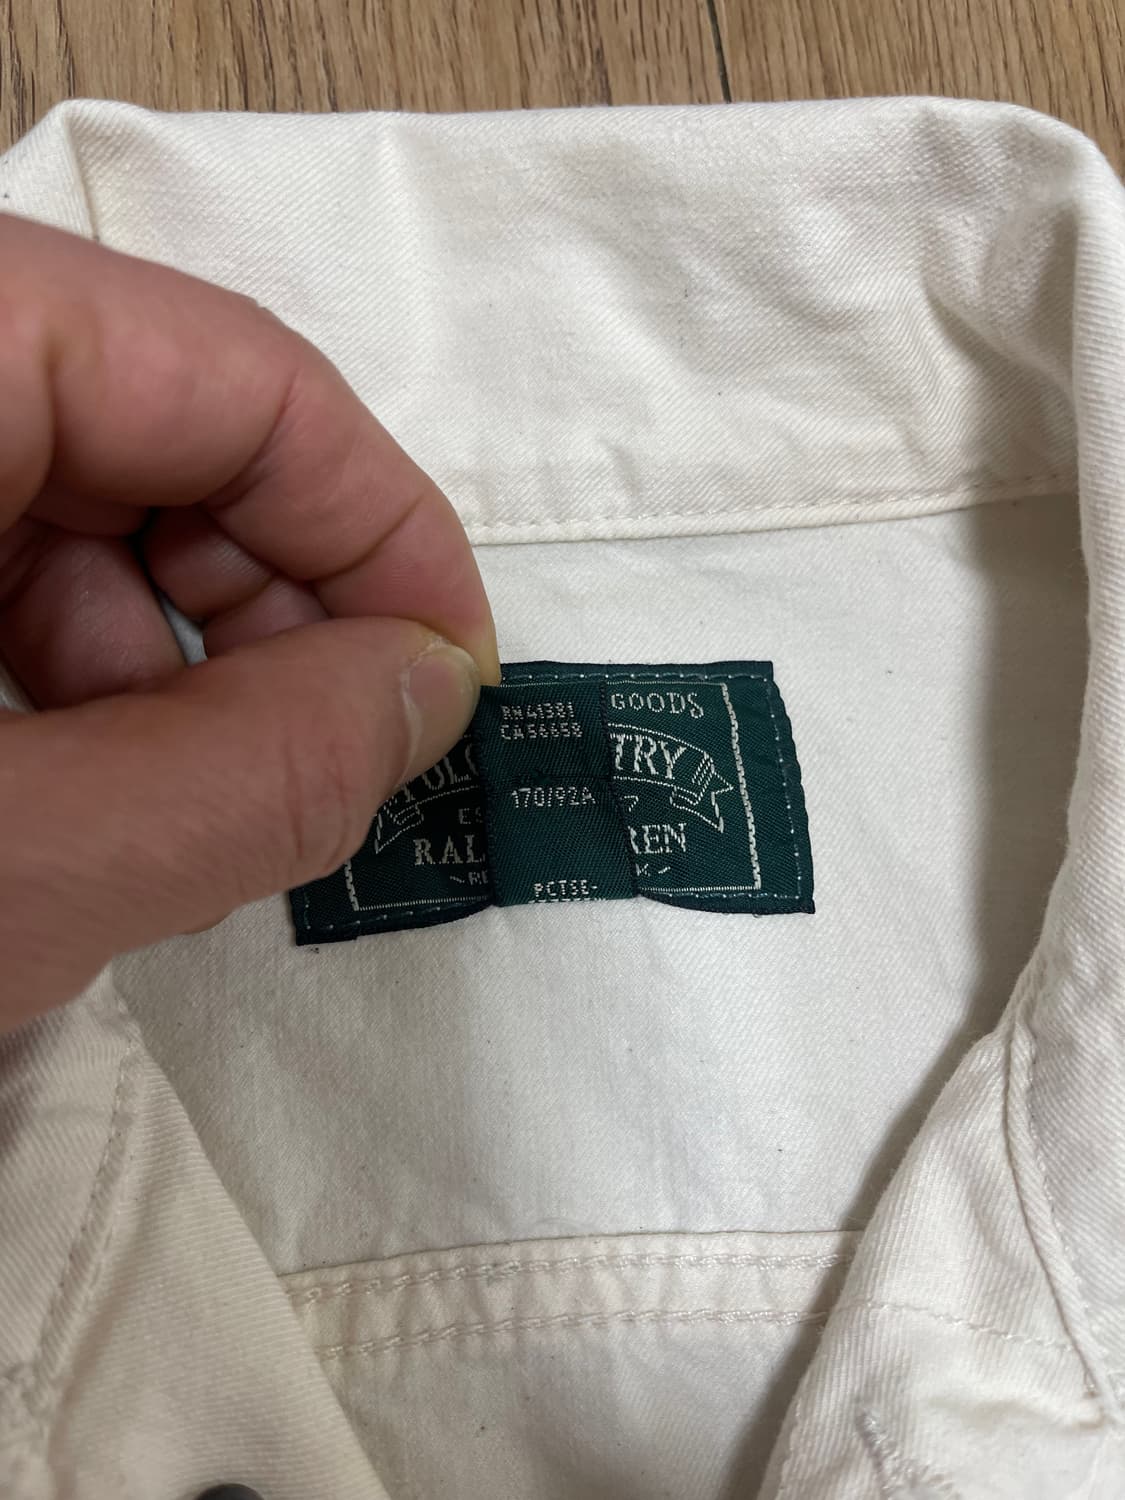 GOODS
TRY
RN 41381
CA 56658
170/92A
RAL REN
PCTSE-